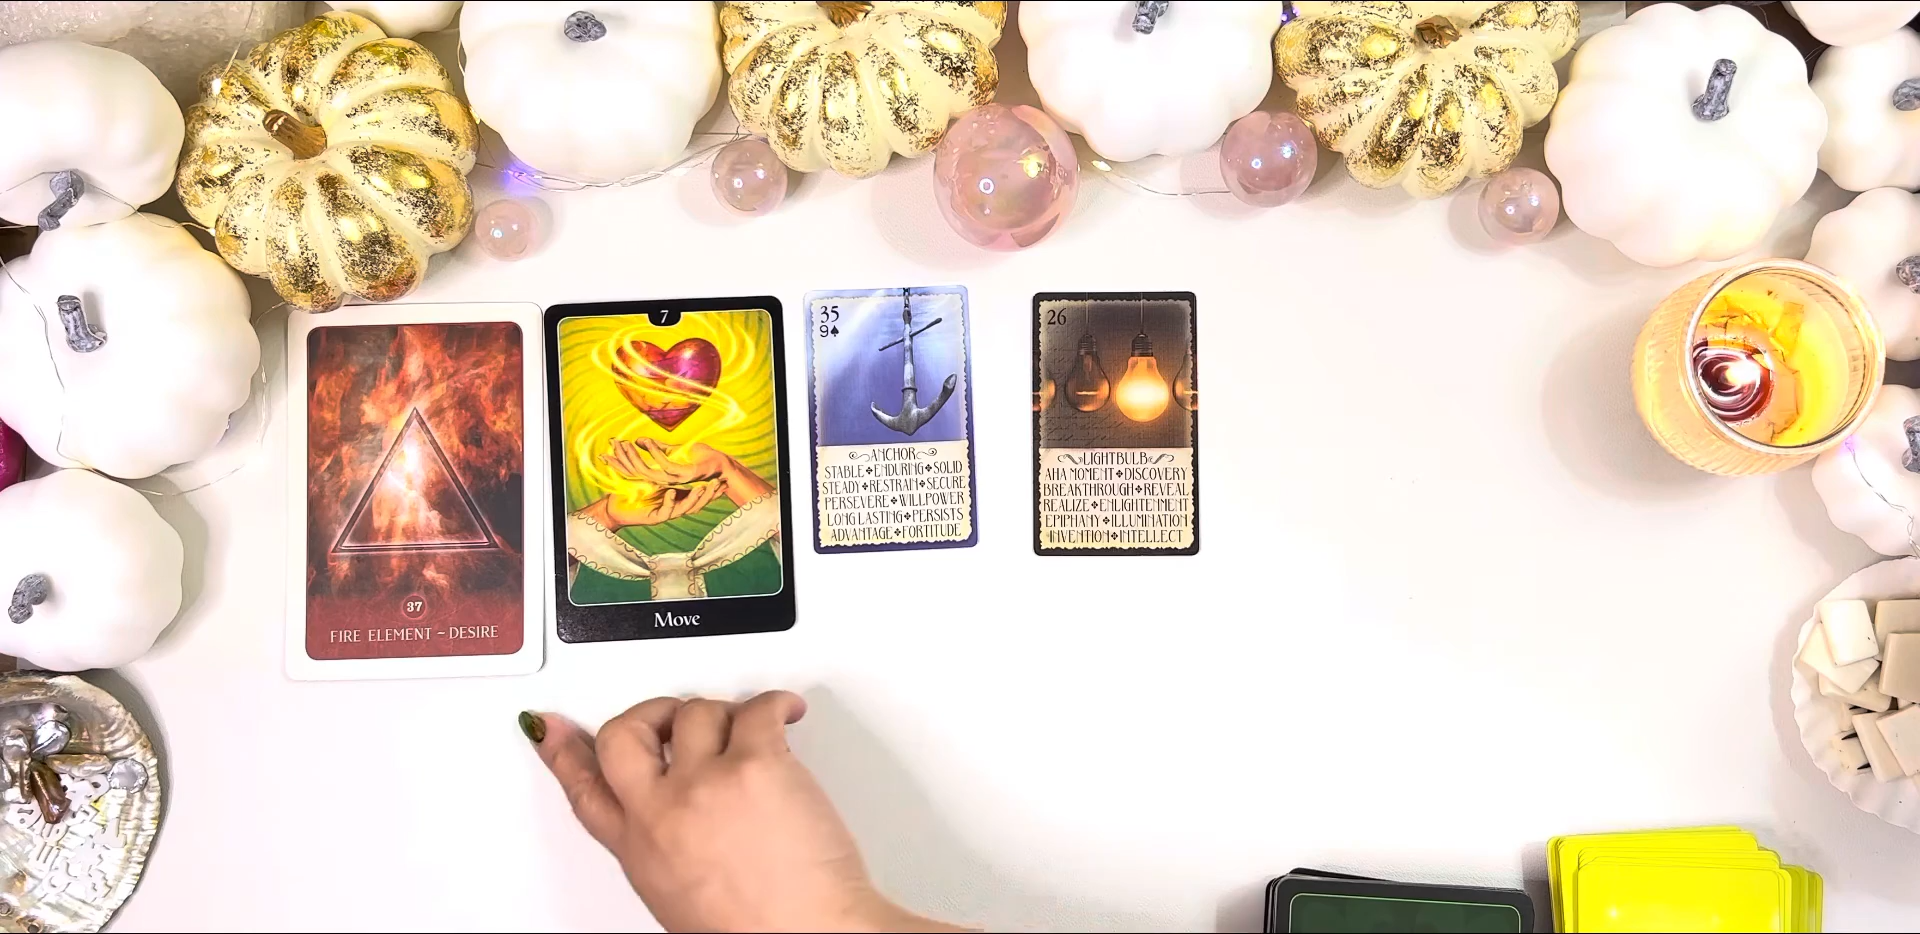 37
FIRE ELEMENT ~ DESIRE
7
Move
35
9♠
ANCHOR
STABLE❖ENDURING❖SOLID
STEADY❖RESTRAIN❖SECURE
PERSEVERE❖WILLPOWER
LONG LASTING❖PERSISTS
ADVANTAGE❖FORTITUDE
26
LIGHTBULB
AHA MOMENT❖DISCOVERY
BREAKTHROUGH❖REVEAL
REALIZE❖ENLIGHTENMENT
EPIPHANY❖ILLUMINATION
INVENTION❖INTELLECT